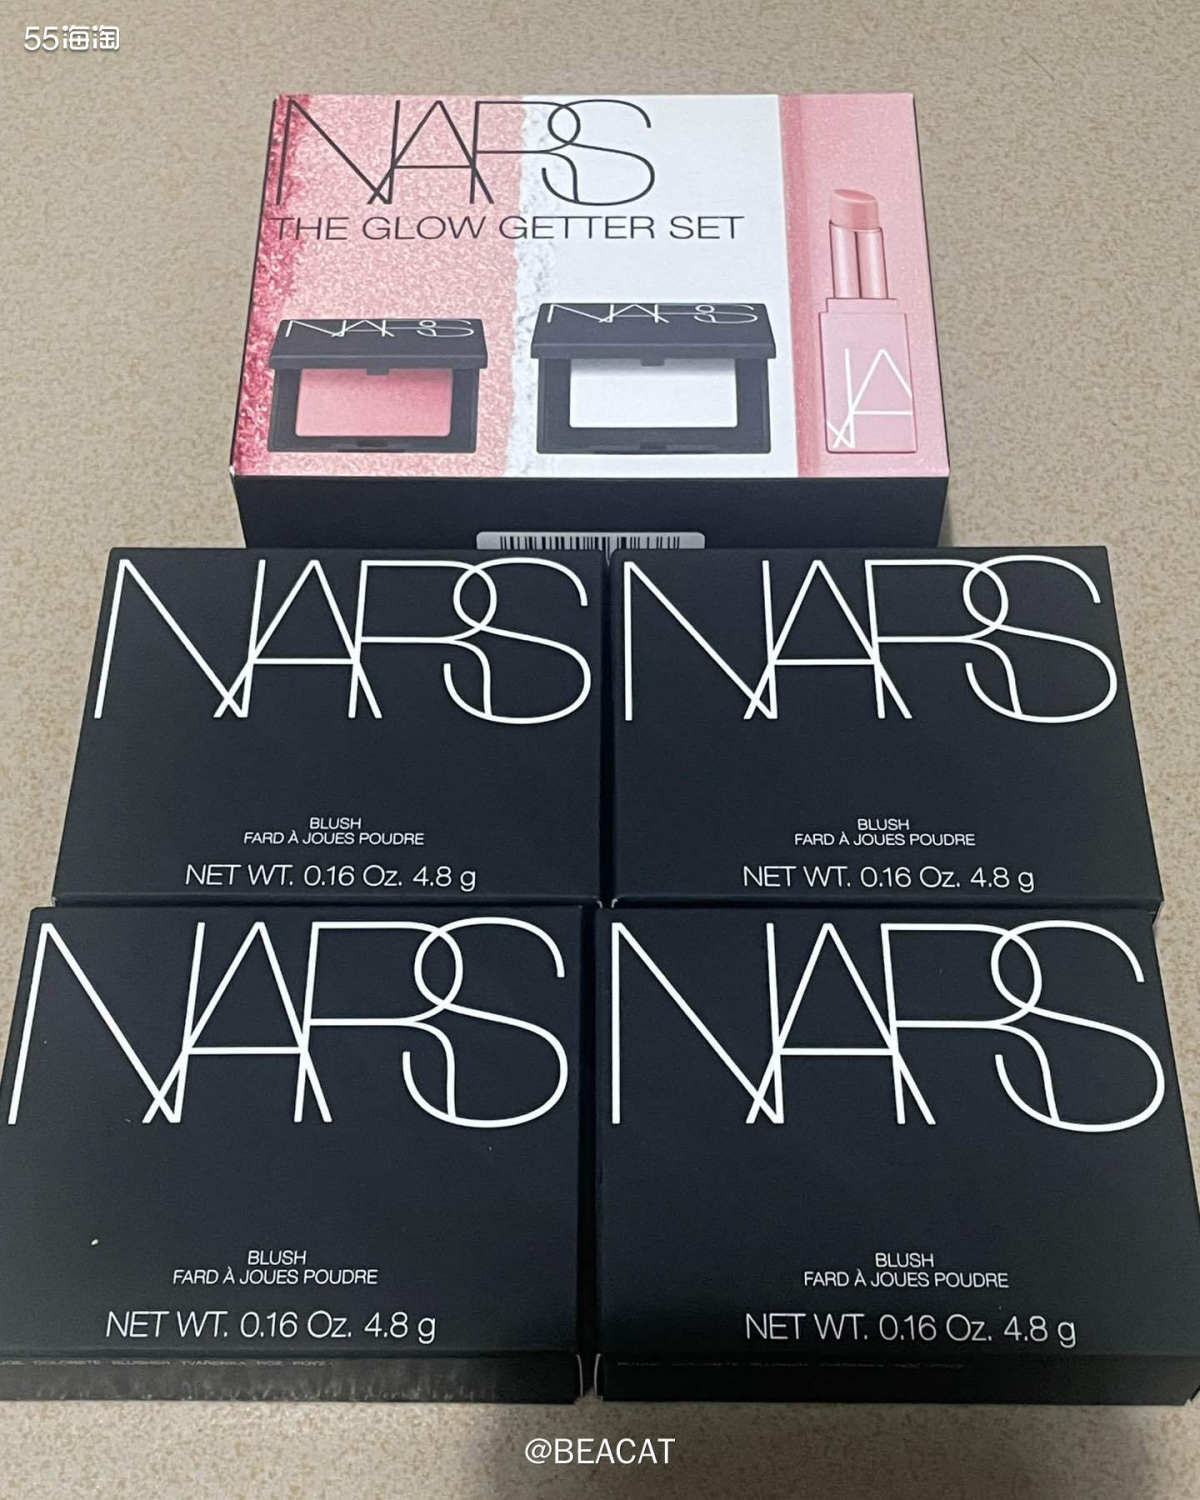 55海淘
NARS
THE GLOW GETTER SET
NARS
NARS
NA
NARS
BLUSH
FARD À JOUES POUDRE
NET WT. 0.16 Oz. 4.8 g
NARS
BLUSH
FARD À JOUES POUDRE
NET WT. 0.16 Oz. 4.8 g
NARS
BLUSH
FARD À JOUES POUDRE
NET WT. 0.16 Oz. 4.8 g
NARS
BLUSH
FARD À JOUES POUDRE
NET WT. 0.16 Oz. 4.8 g
@BEACAT